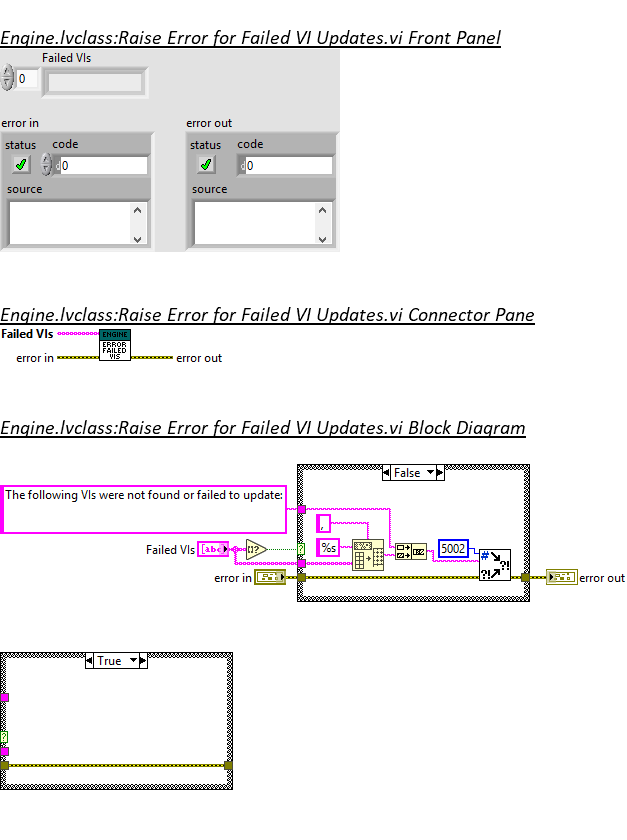 Engine.lvclass:Raise Error for Failed VI Updates.vi Front Panel
Failed VIs
0
error in
error out
status code
status code
0
0
source
source
Engine.lvclass:Raise Error for Failed VI Updates.vi Connector Pane
Failed VIs
ENGINE
ERROR
FAILED
VIS
error in
error out
Engine.lvclass:Raise Error for Failed VI Updates.vi Block Diagram
False
The following VIs were not found or failed to update:
,
Failed VIs
[abc]
[]?
?
%s
5002
#
?!
?!
error in
error out
True
?